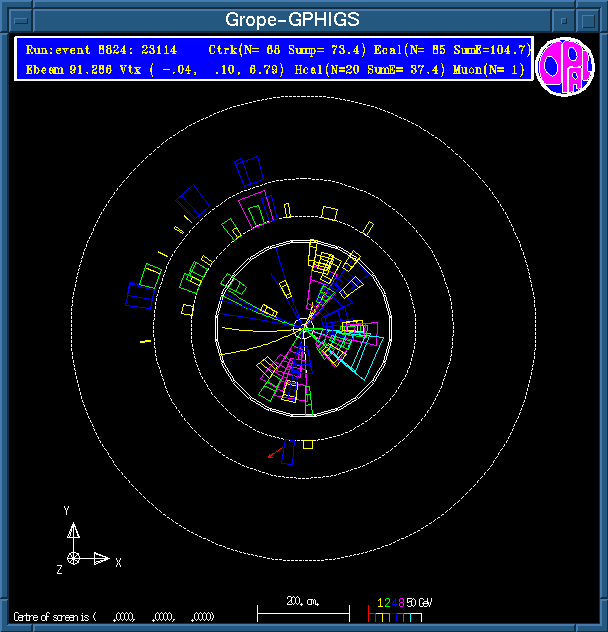 Grope-GPHIGS
Run:event 8824: 23114 Ctrk(N= 68 Sump= 73.4) Ecal(N= 85 SumE=104.7)
Ebeam 91.286 Vtx ( -.04, .10, 6.79) Hcal(N=20 SumE= 37.4) Muon(N= 1)
OPAL
Y
X
Z
200. cm.
1 2 4 8 50 GeV
Centre of screen is ( .0000, .0000, .0000)